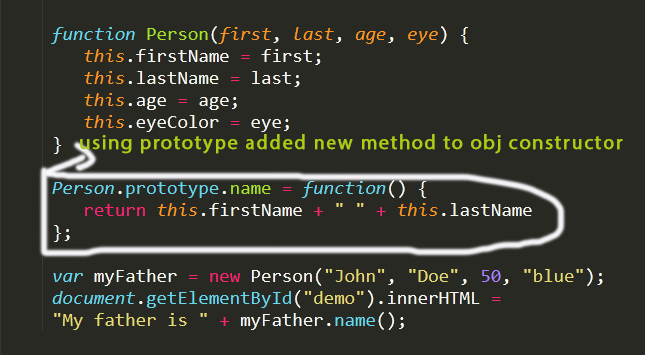 function Person(first, last, age, eye) {
this.firstName = first;
this.lastName = last;
this.age = age;
this.eyeColor = eye;
} using prototype added new method to obj constructor
Person.prototype.name = function() {
return this.firstName + " " + this.lastName
};
var myFather = new Person("John", "Doe", 50, "blue");
document.getElementById("demo").innerHTML =
"My father is " + myFather.name();